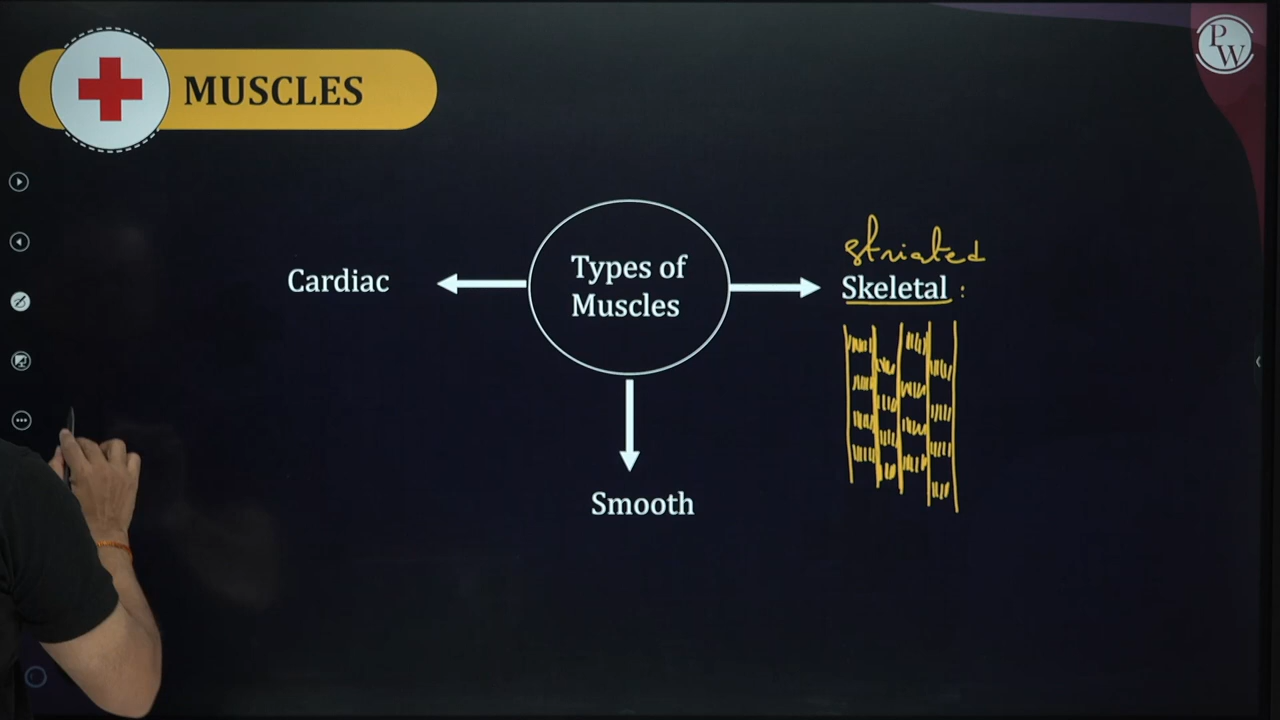 MUSCLES
PW
Types of
Muscles
Cardiac
striated
Skeletal :
Smooth